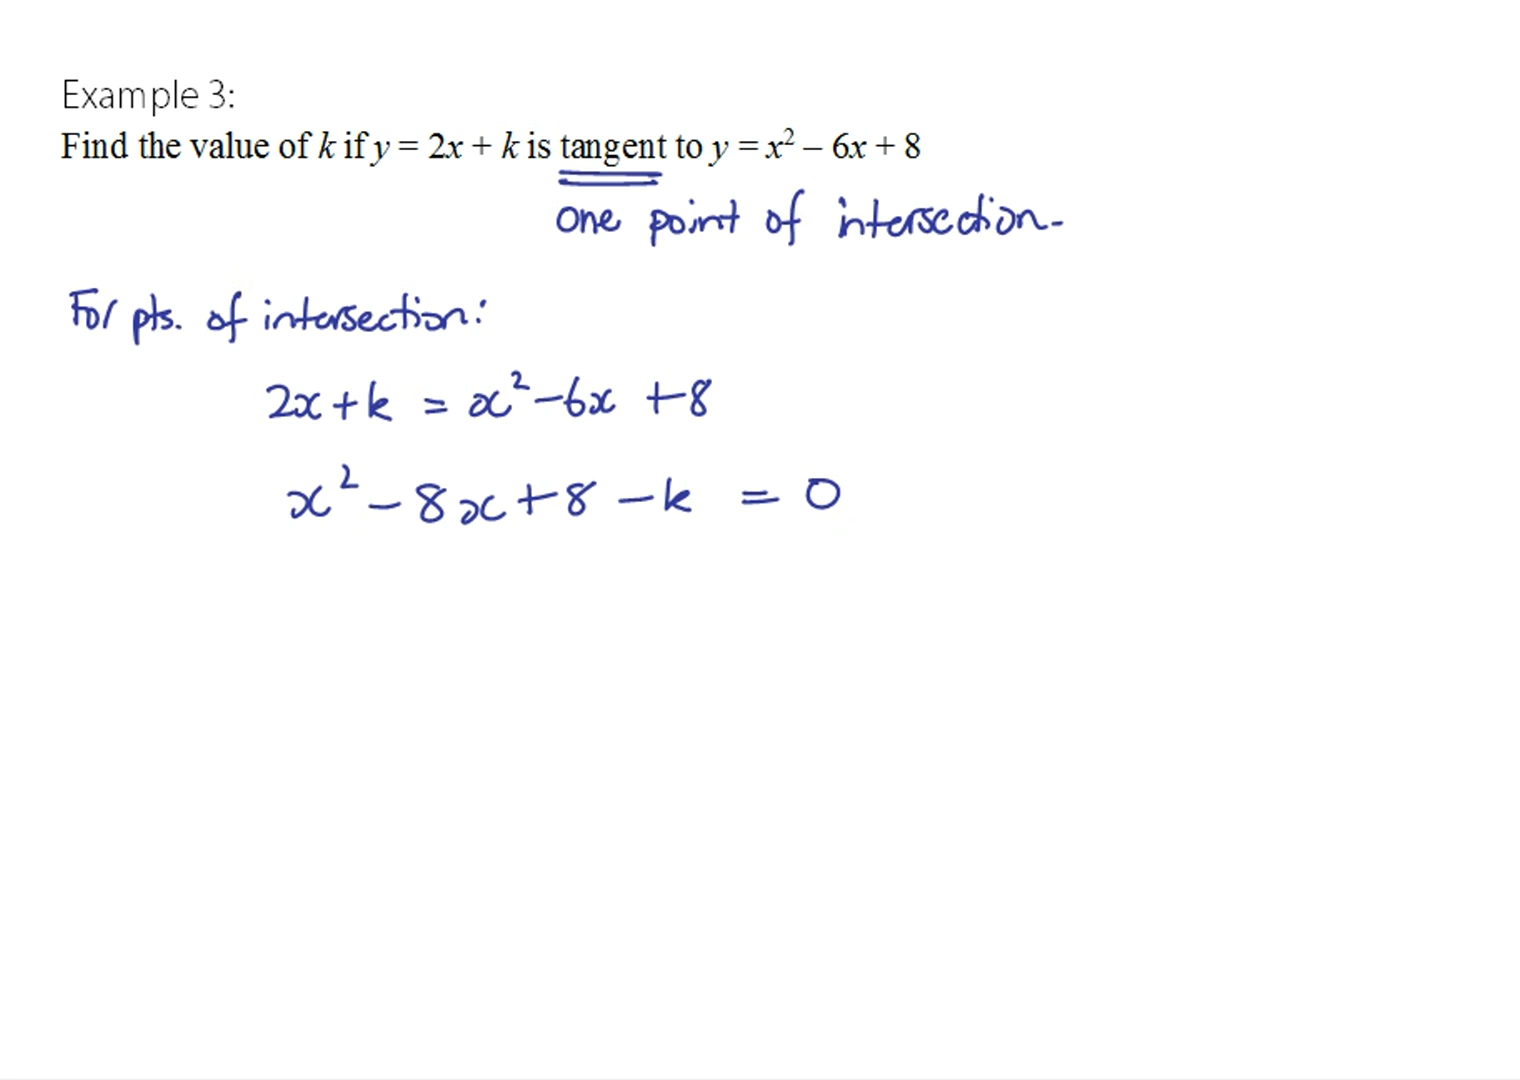 Example 3:
Find the value of k if y = 2x + k is tangent to y = x² – 6x + 8
one point of intersection.
For pts. of intersection:
2x + k = x² – 6x + 8
x² – 8x + 8 – k = 0